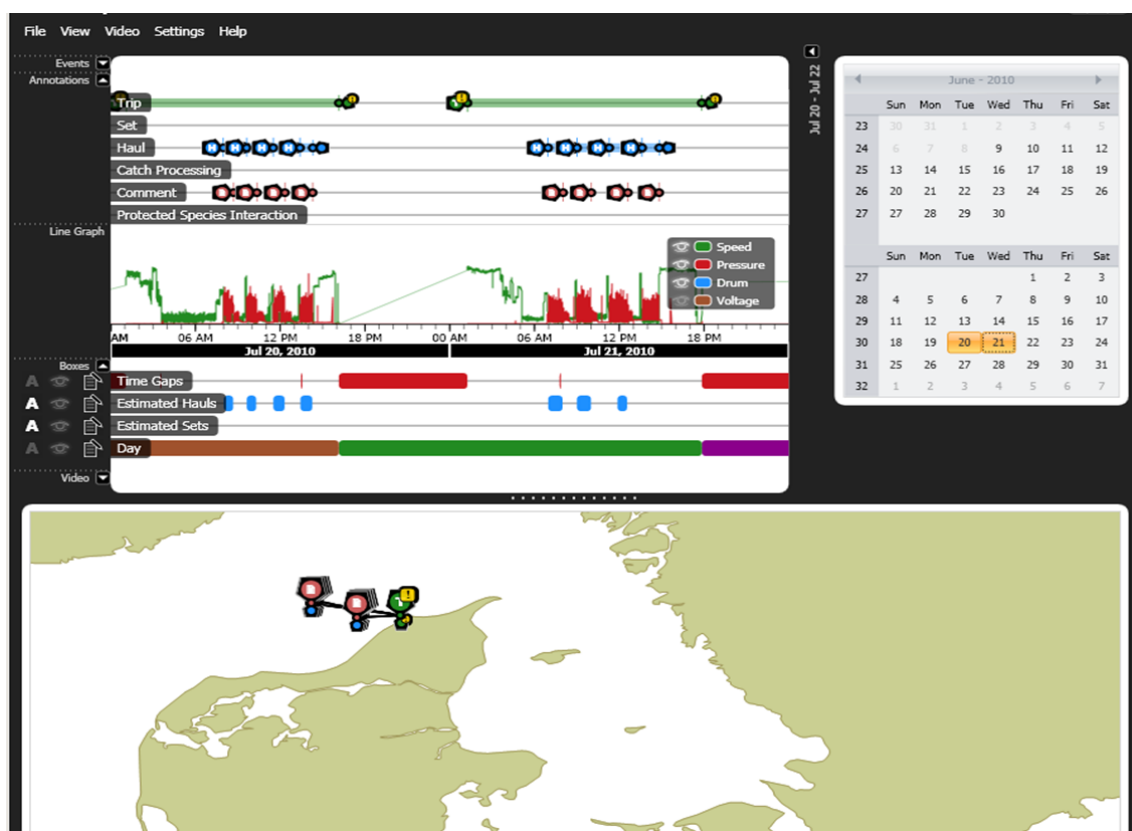 File View Video Settings Help
Events
Annotations
Trip
Set
Haul
Catch Processing
Comment
Protected Species Interaction
Line Graph
Speed
Pressure
Drum
Voltage
AM 06 AM 12 PM 18 PM 00 AM 06 AM 12 PM 18 PM
Jul 20, 2010 Jul 21, 2010
Boxes
A Time Gaps
A Estimated Hauls
A Estimated Sets
A Day
Video
Jul 20 - Jul 22
June - 2010
Sun Mon Tue Wed Thu Fri Sat
23 30 31 1 2 3 4 5
24 6 7 8 9 10 11 12
25 13 14 15 16 17 18 19
26 20 21 22 23 24 25 26
27 27 28 29 30
Sun Mon Tue Wed Thu Fri Sat
27 1 2 3
28 4 5 6 7 8 9 10
29 11 12 13 14 15 16 17
30 18 19 20 21 22 23 24
31 25 26 27 28 29 30 31
32 1 2 3 4 5 6 7